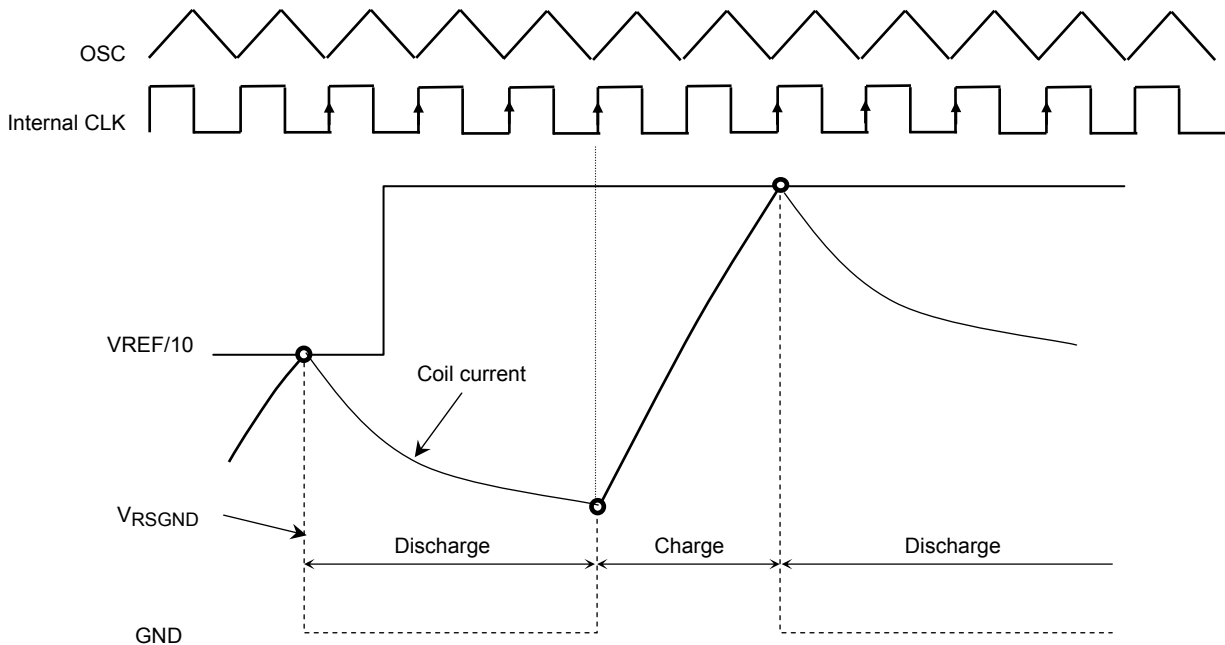 OSC
Internal CLK
VREF/10
Coil current
VRSGND
Discharge
Charge
Discharge
GND